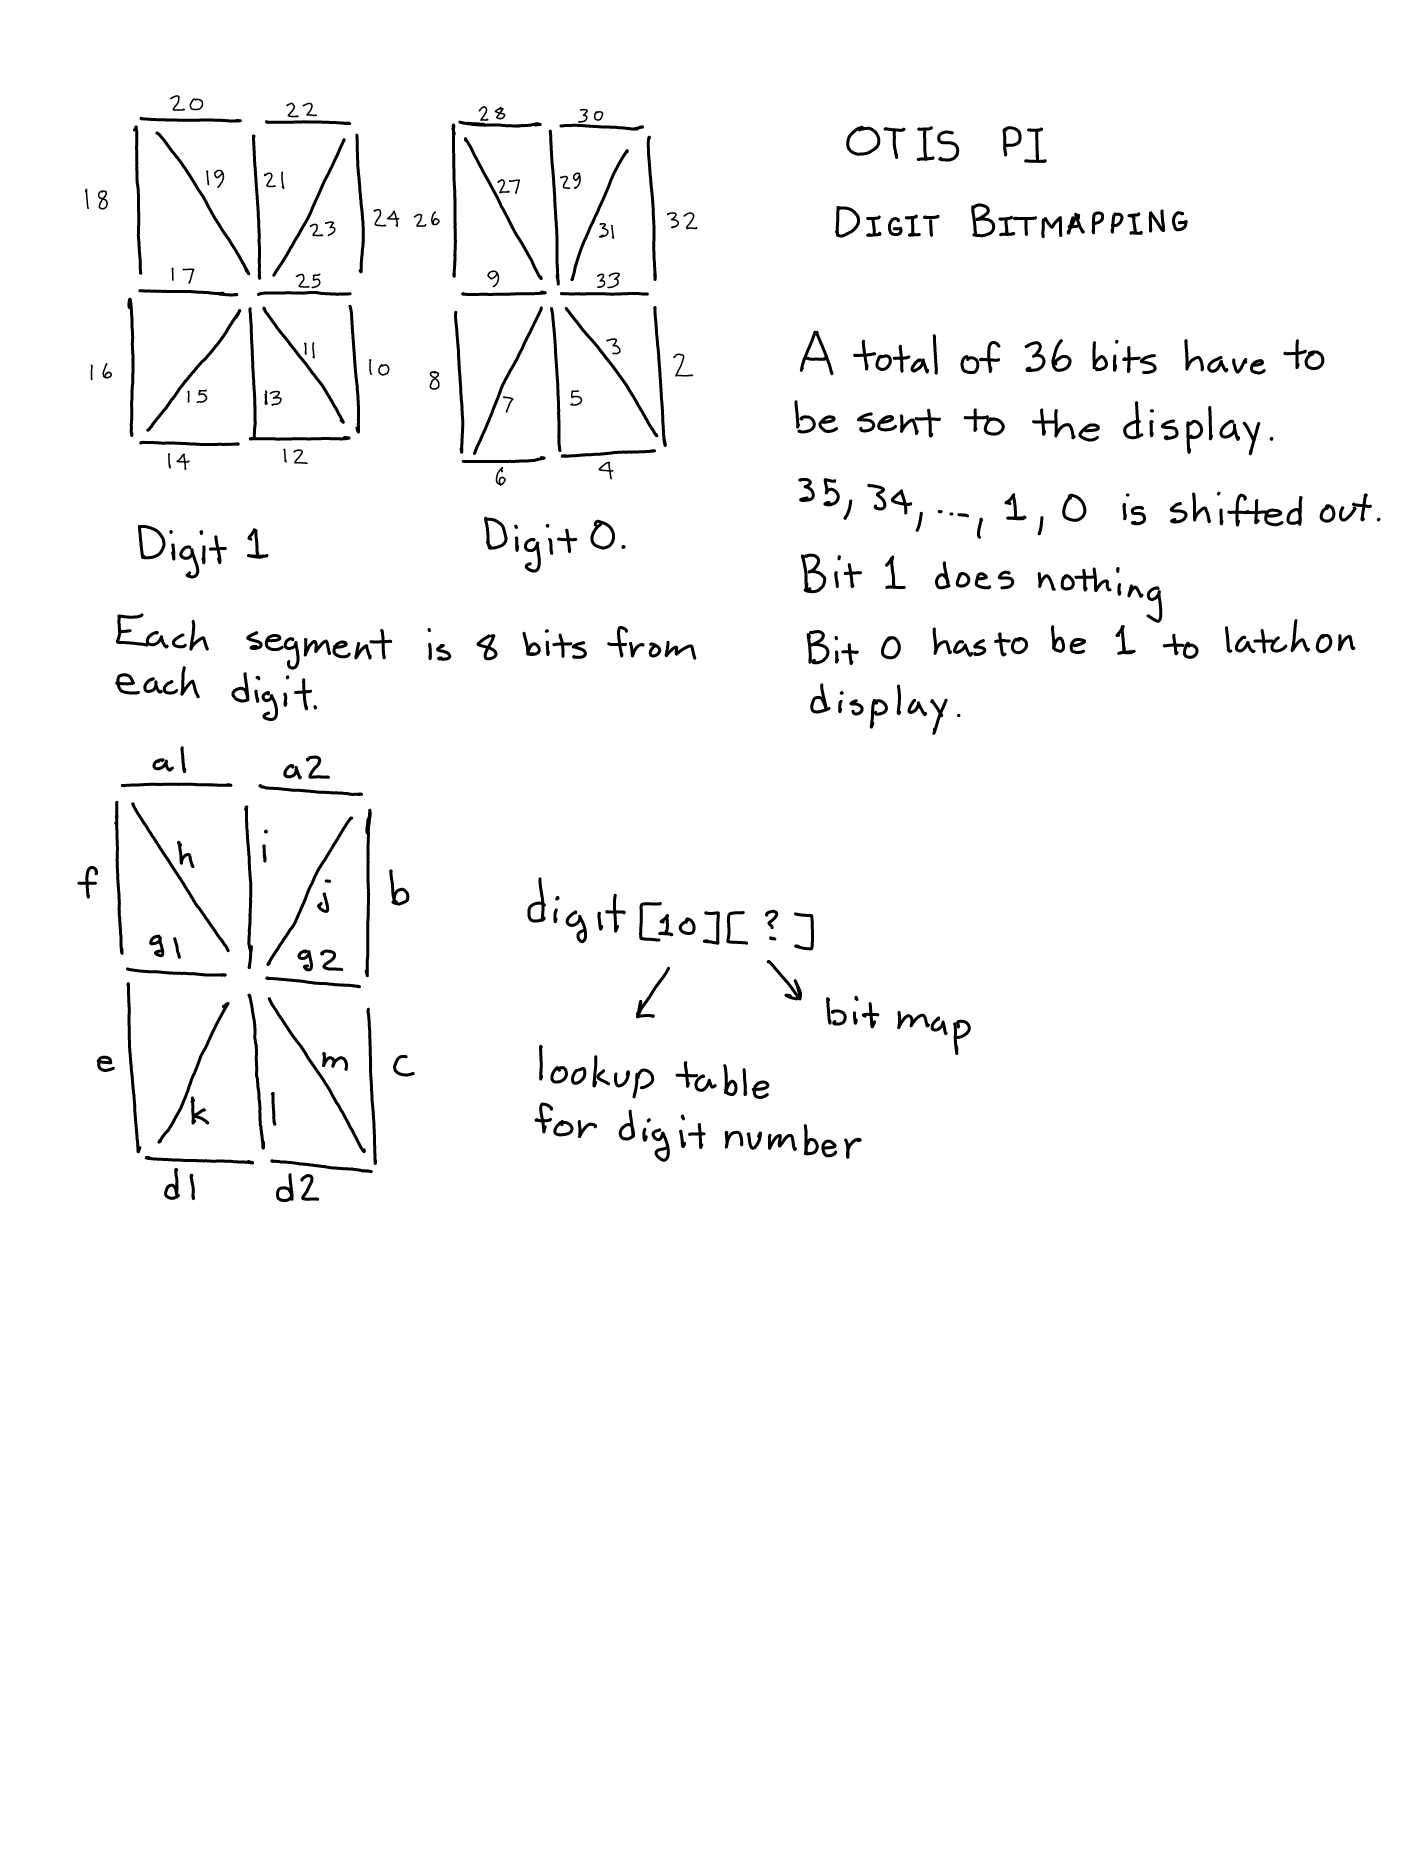 OTIS PI
DIGIT BITMAPPING
20 22
28 30
18 19 21 23 24
26 27 29 31 32
17 25
9 33
16 15 13 11 10
8 7 5 3 2
14 12
6 4
Digit 1
Digit 0.
Each segment is 8 bits from
each digit.
A total of 36 bits have to
be sent to the display.
35, 34, ..., 1, 0 is shifted out.
Bit 1 does nothing
Bit 0 has to be 1 to latch on
display.
a1 a2
f h i j b
g1 g2
e k l m c
d1 d2
digit [10][?]
bit map
lookup table
for digit number